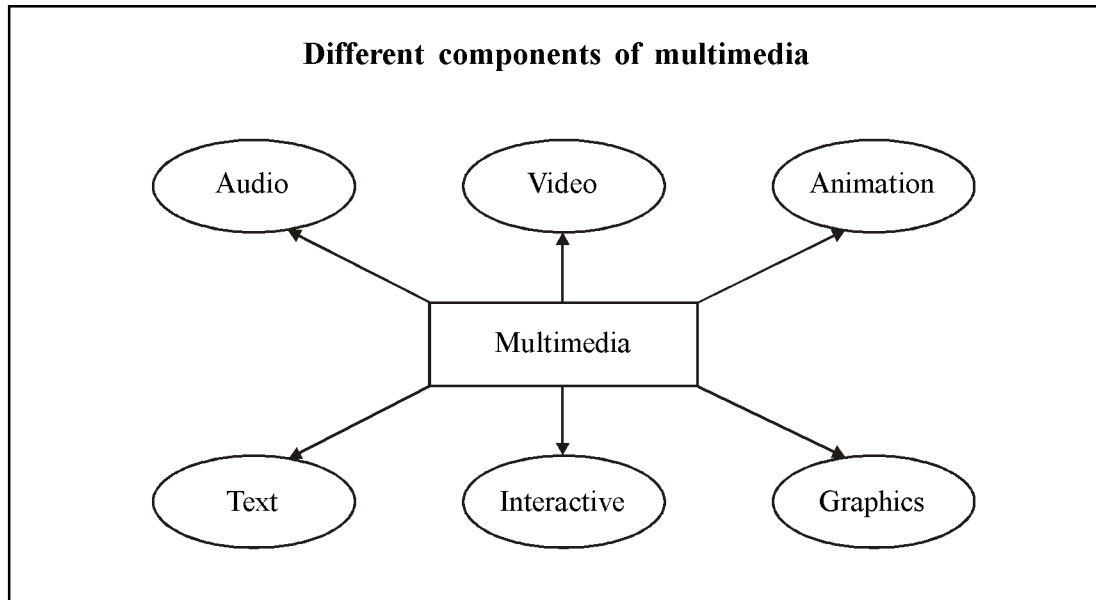 Different components of multimedia
Audio
Video
Animation
Multimedia
Text
Interactive
Graphics